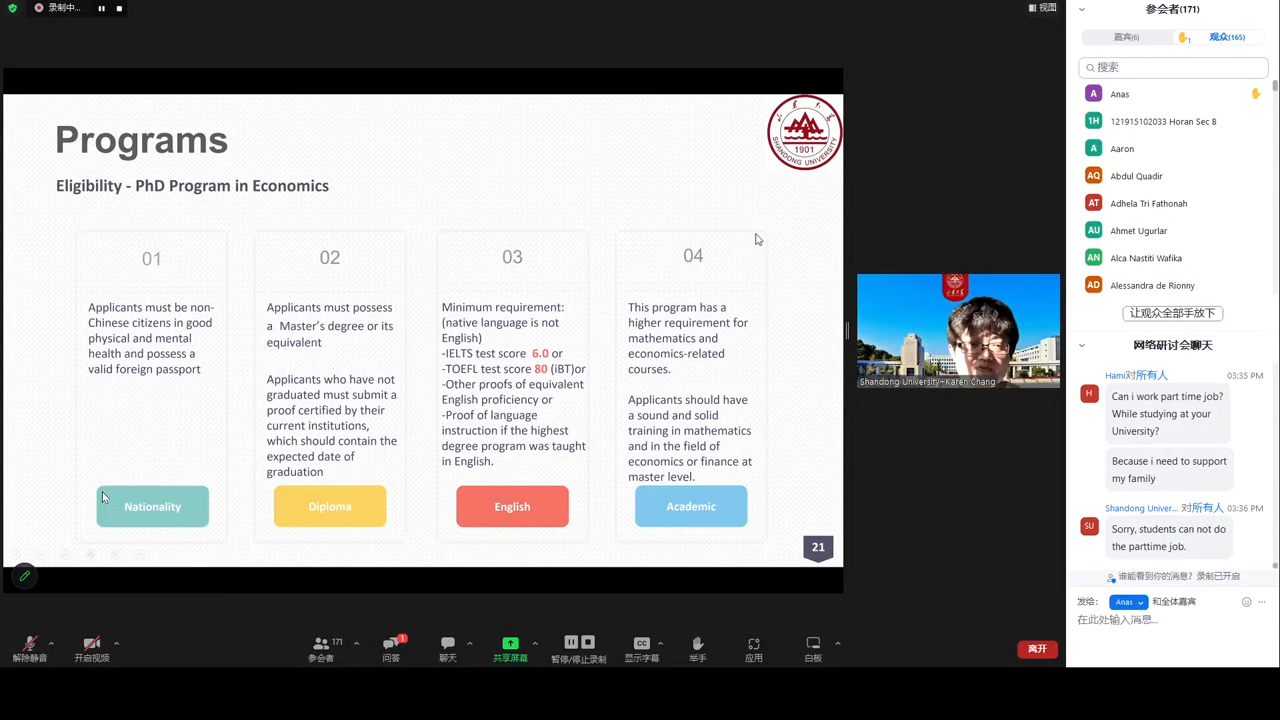 录制中...
视图
Programs
Eligibility - PhD Program in Economics
山东大学
1901
SHANDONG UNIVERSITY
01
Applicants must be non-
Chinese citizens in good
physical and mental
health and possess a
valid foreign passport
Nationality
02
Applicants must possess
a Master's degree or its
equivalent
Applicants who have not
graduated must submit a
proof certified by their
current institutions,
which should contain the
expected date of
graduation
Diploma
03
Minimum requirement:
(native language is not
English)
-IELTS test score 6.0 or
-TOEFL test score 80 (iBT)or
-Other proofs of equivalent
English proficiency or
-Proof of language
instruction if the highest
degree program was taught
in English.
English
04
This program has a
higher requirement for
mathematics and
economics-related
courses.
Applicants should have
a sound and solid
training in mathematics
and in the field of
economics or finance at
master level.
Academic
21
Shandong University+Karen Chang
解除静音
开启视频
171
参会者
1
问答
聊天
共享屏幕
暂停/停止录制
CC
显示字幕
举手
应用
白板
离开
参会者(171)
嘉宾(6)
1
观众(165)
搜索
A
Anas
1H
121915102033 Horan Sec B
A
Aaron
AQ
Abdul Quadir
AT
Adhela Tri Fathonah
AU
Ahmet Ugurlar
AN
Alca Nastiti Wafika
AD
Alessandra de Rionny
让观众全部手放下
网络研讨会聊天
Hami对所有人 03:35 PM
H
Can i work part time job?
While studying at your
University?
Because i need to support
my family
Shandong Univer... 对所有人 03:36 PM
SU
Sorry, students can not do
the parttime job.
谁能看到你的消息? 录制已开启
发给: Anas 和全体嘉宾
在此处输入消息...